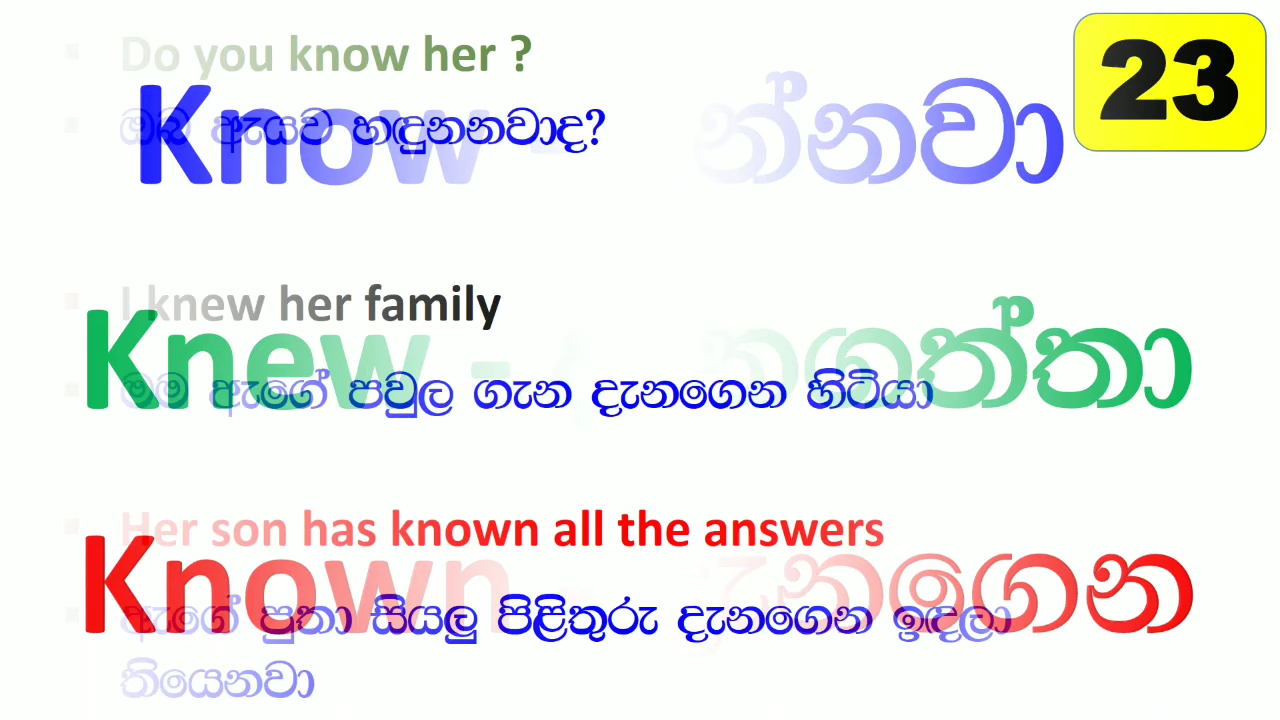 23
Do you know her ?
ඔබ ඇයව හඳුනනවාද?
Know
න්නවා
I knew her family
Knew -
නගත්තා
මම ඇගේ පවුල ගැන දැනගෙන හිටියා
Her son has known all the answers
Known -
දැනගෙන
ඇගේ පුතා සියලු පිළිතුරු දැනගෙන ඉඳලා
තියෙනවා